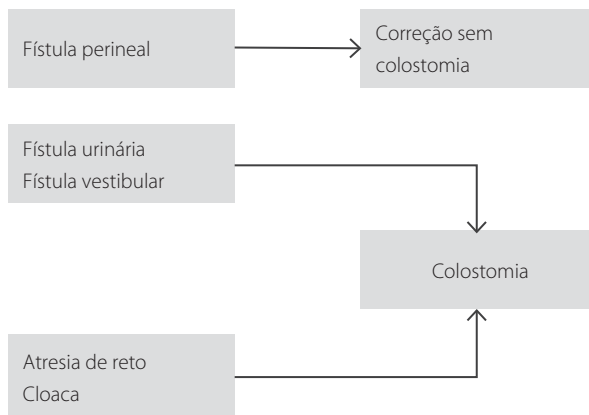 Fístula perineal
Correção sem
colostomia
Fístula urinária
Fístula vestibular
Colostomia
Atresia de reto
Cloaca